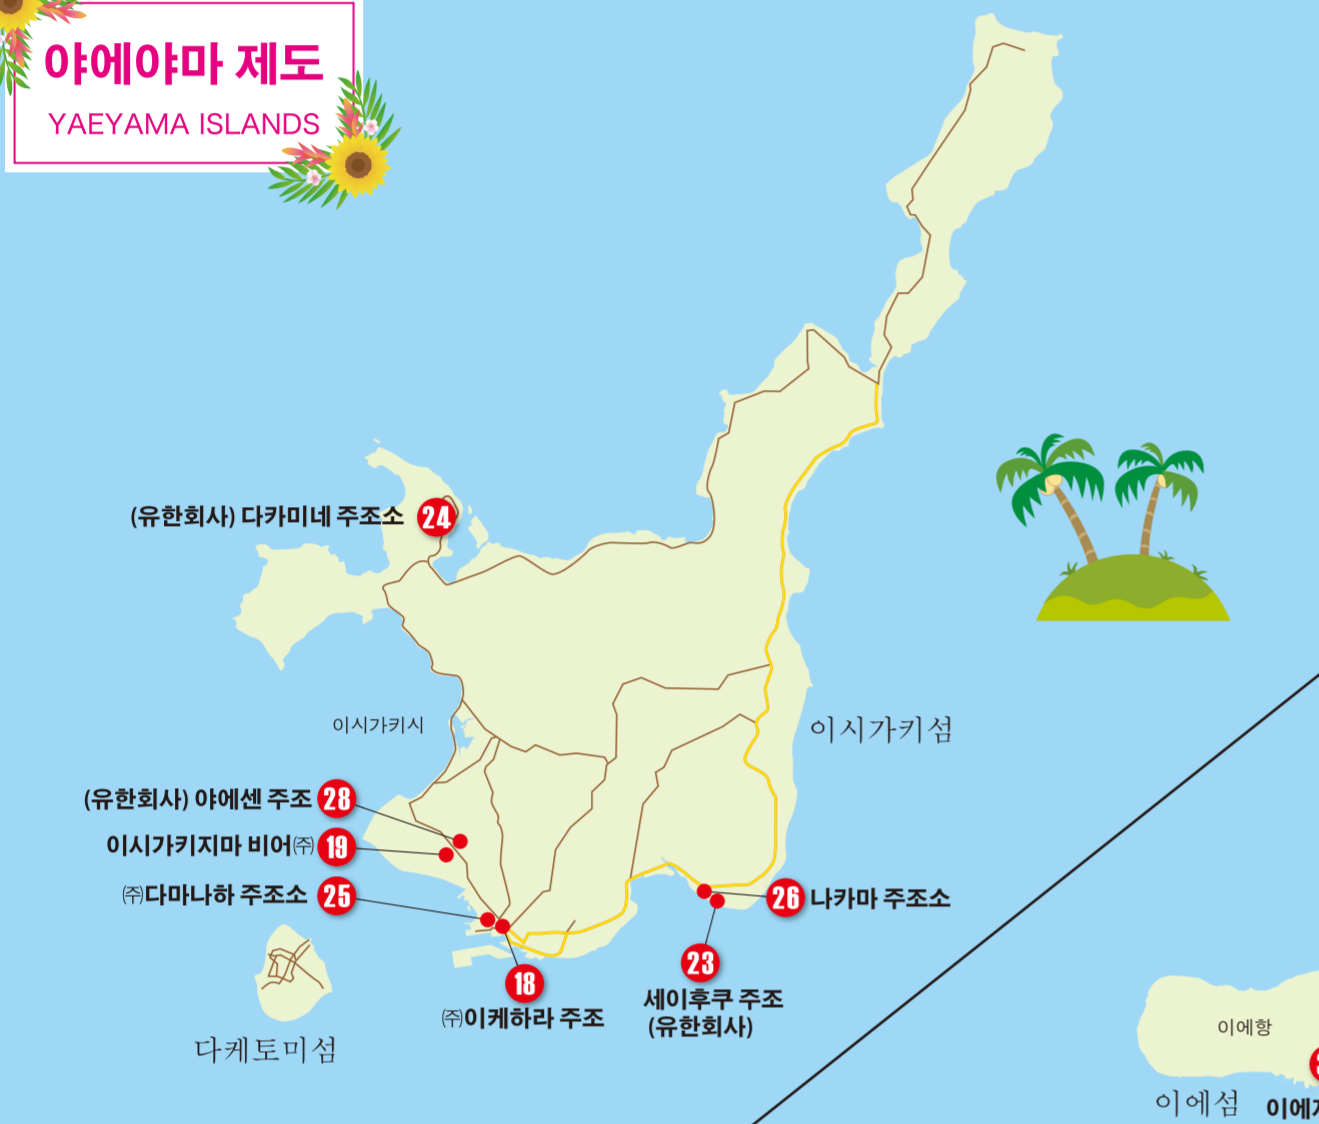 야에야마 제도
YAEYAMA ISLANDS
(유한회사) 다카미네 주조소
24
이시가키시
이시가키섬
(유한회사) 야에센 주조
28
이시가키지마 비어㈜
19
㈜다마나하 주조소
25
26
나카마 주조소
23
세이후쿠 주조
(유한회사)
18
㈜이케하라 주조
다케토미섬
이에항
이에섬